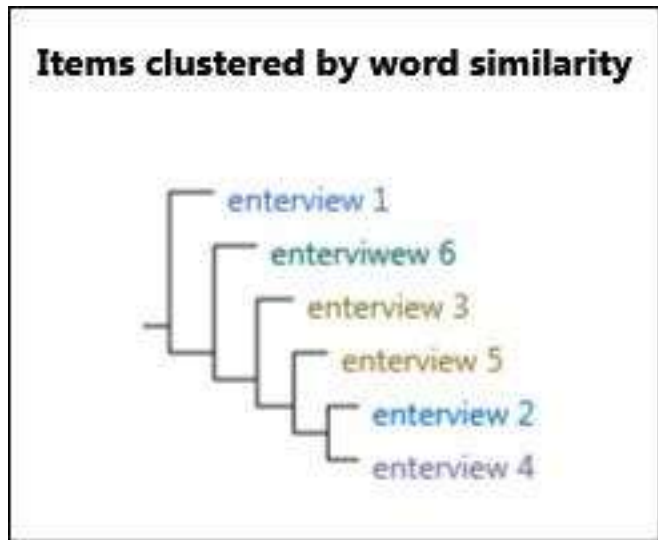 Items clustered by word similarity
enterview 1
enterviwew 6
enterview 3
enterview 5
enterview 2
enterview 4